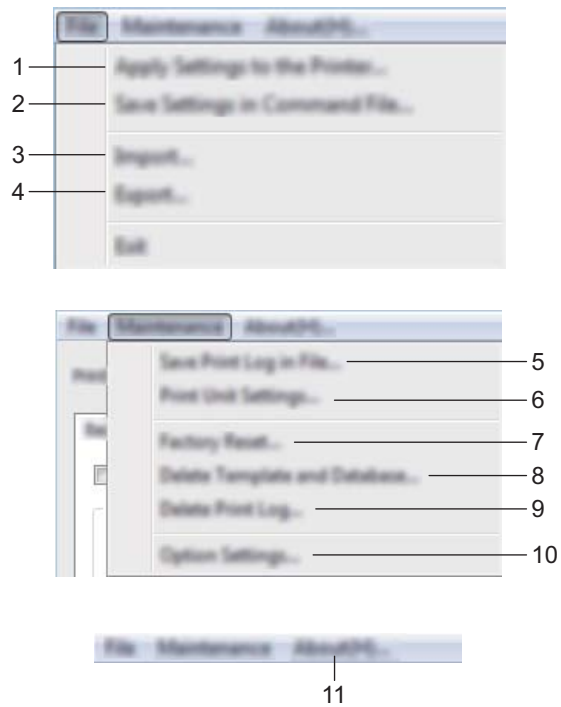 File Maintenance About(H)...
1 Apply Settings to the Printer...
2 Save Settings in Command File...
3 Import...
4 Export...
Exit
File Maintenance About(H)...
Save Print Log in File... 5
Print Unit Settings... 6
Factory Reset... 7
Delete Template and Database... 8
Delete Print Log... 9
Option Settings... 10
File Maintenance About(H)...
11